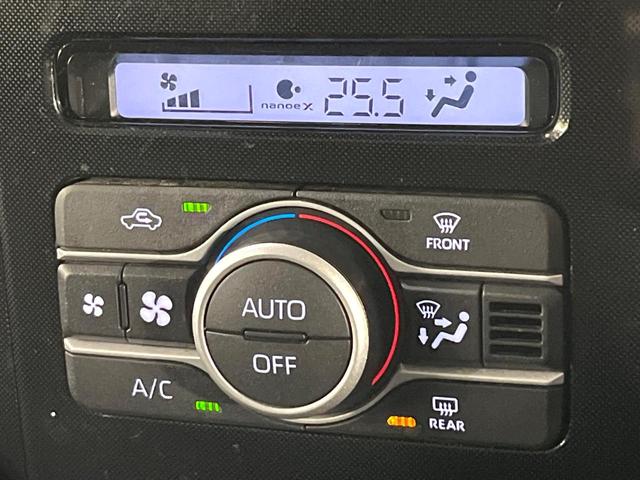 nanoe X 25.5
FRONT
AUTO
OFF
A/C
REAR